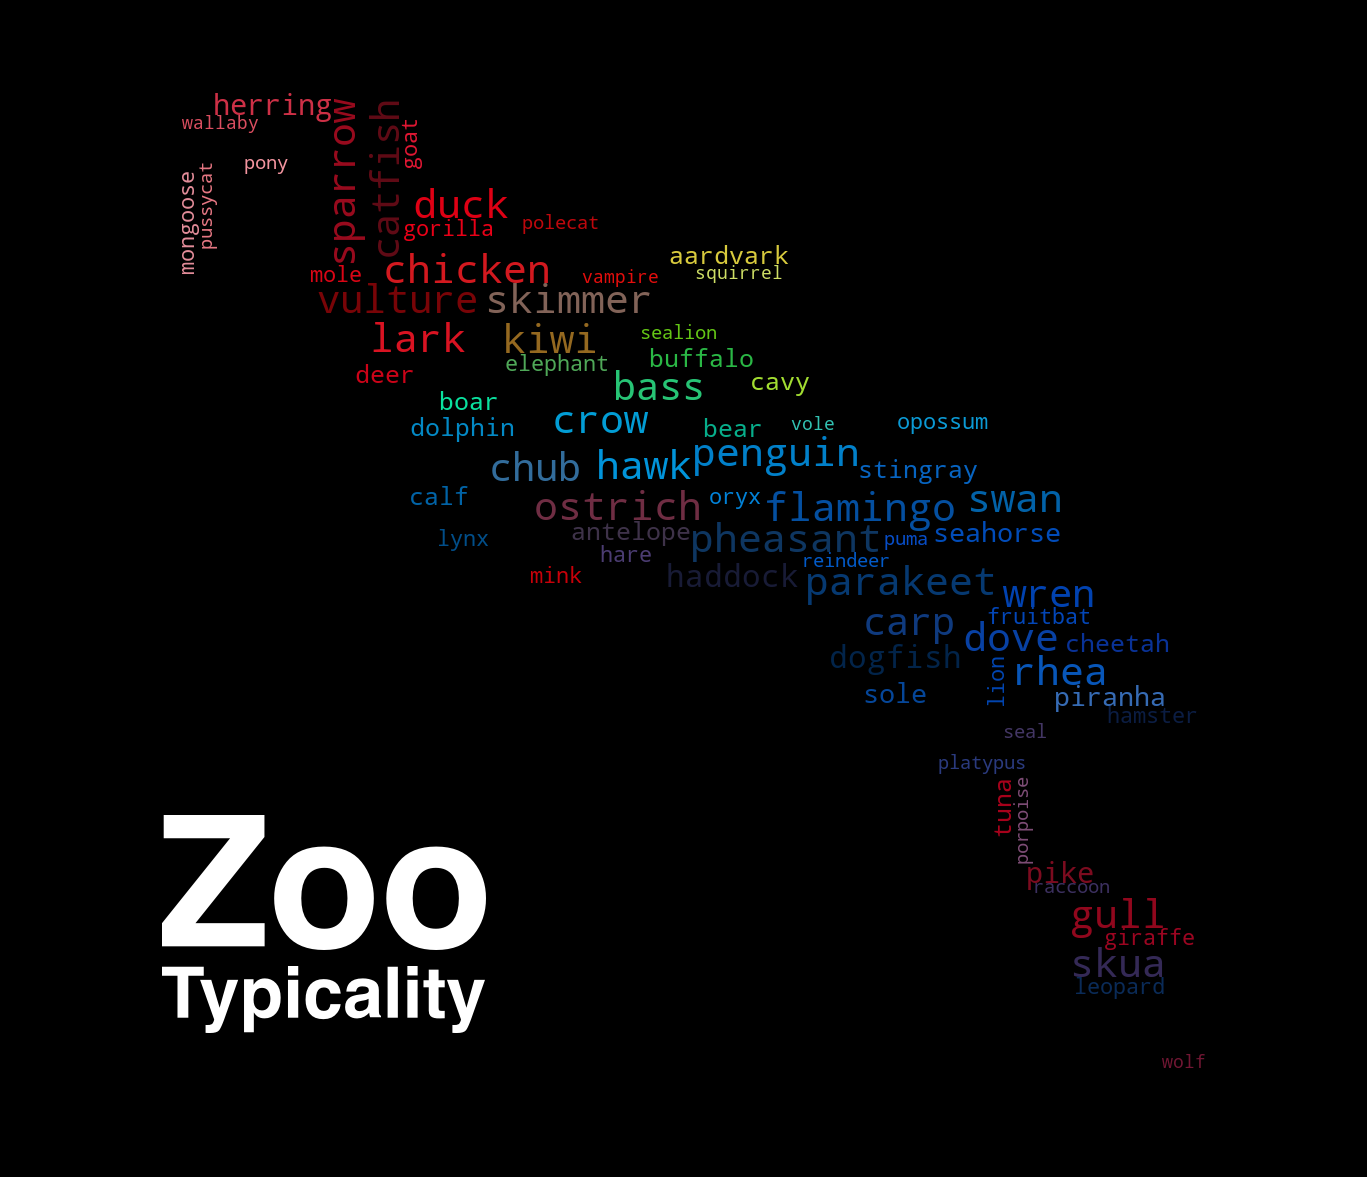 herring
wallaby
sparrow
catfish
goat
pony
mongoose
pussycat
duck
gorilla
polecat
aardvark
squirrel
mole
chicken
vampire
vulture
skimmer
lark
kiwi
sealion
elephant
buffalo
deer
bass
cavy
boar
dolphin
crow
bear
vole
opossum
chub
hawk
penguin
stingray
calf
ostrich
oryx
flamingo
swan
lynx
antelope
pheasant
puma
seahorse
hare
reindeer
mink
haddock
parakeet
wren
carp
fruitbat
dove
cheetah
dogfish
lion
rhea
sole
piranha
hamster
seal
platypus
tuna
porpoise
pike
raccoon
gull
giraffe
skua
leopard
wolf
Zoo
Typicality